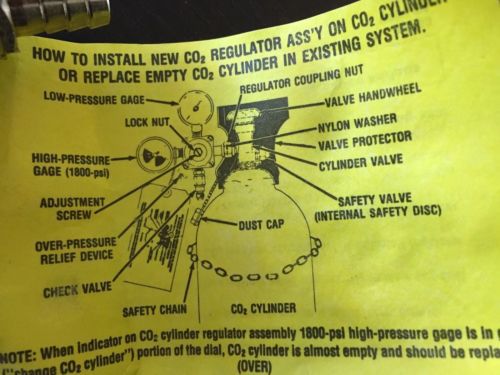 HOW TO INSTALL NEW CO₂ REGULATOR ASS'Y ON CO₂ CYLINDER
OR REPLACE EMPTY CO₂ CYLINDER IN EXISTING SYSTEM.
REGULATOR COUPLING NUT
LOW-PRESSURE GAGE
VALVE HANDWHEEL
LOCK NUT
NYLON WASHER
VALVE PROTECTOR
HIGH-PRESSURE
GAGE (1800-psi)
CYLINDER VALVE
ADJUSTMENT
SCREW
SAFETY VALVE
(INTERNAL SAFETY DISC)
DUST CAP
OVER-PRESSURE
RELIEF DEVICE
CHECK VALVE
SAFETY CHAIN
CO₂ CYLINDER
NOTE: When indicator on CO₂ cylinder regulator assembly 1800-psi high-pressure gage is in
("change CO₂ cylinder") portion of the dial, CO₂ cylinder is almost empty and should be repla
(OVER)